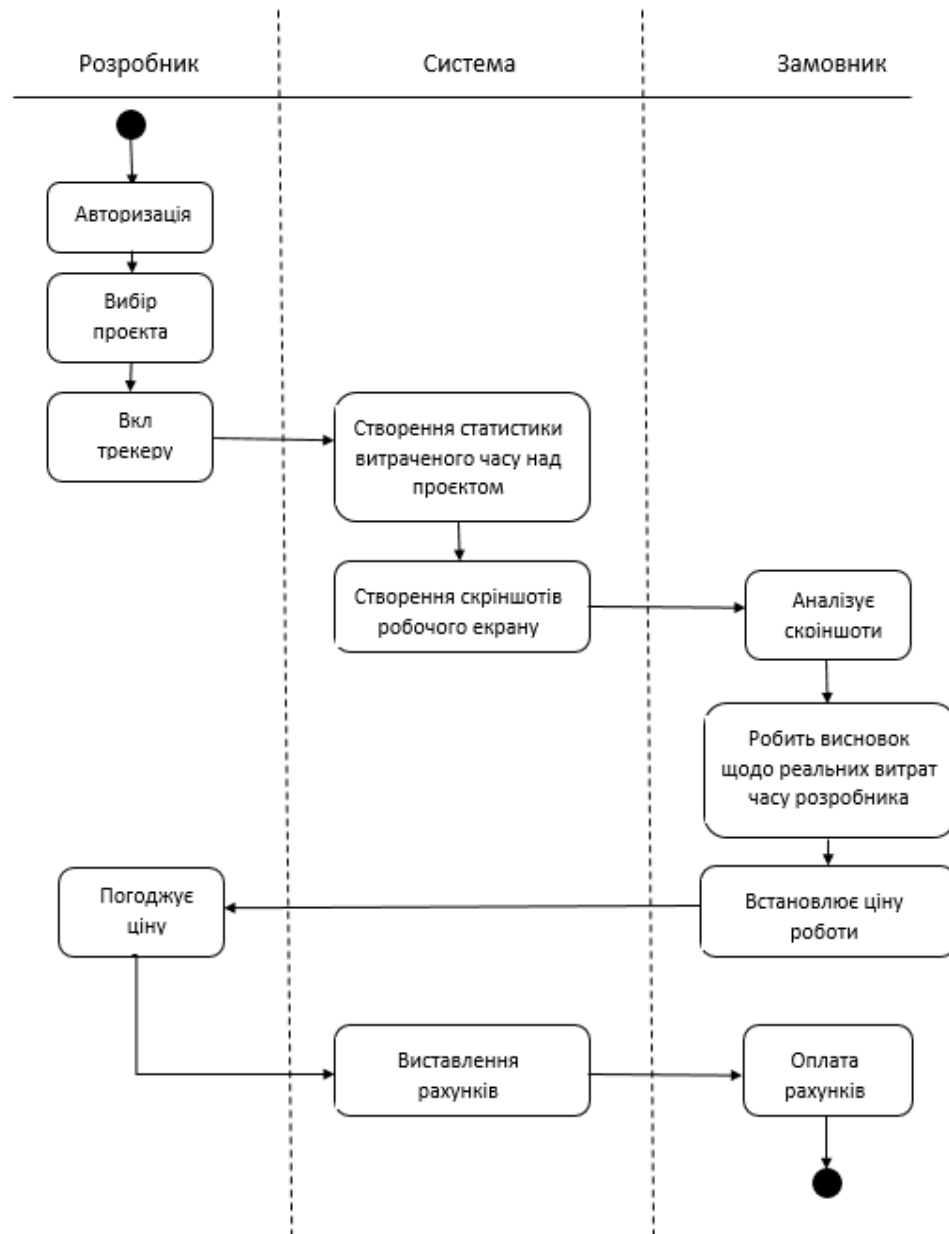 Розробник
Система
Замовник
Авторизація
Вибір
проєкта
Вкл
трекеру
Створення статистики
витраченого часу над
проєктом
Створення скріншотів
робочого екрану
Аналізує
скріншоти
Робить висновок
щодо реальних витрат
часу розробника
Встановлює ціну
роботи
Погоджує
ціну
Виставлення
рахунків
Оплата
рахунків